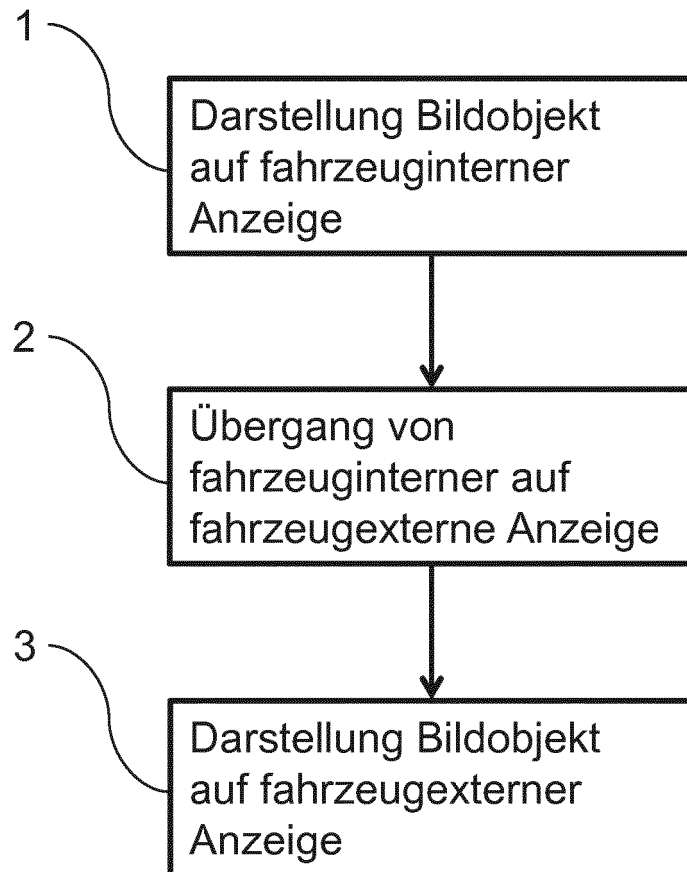 1
Darstellung Bildobjekt
auf fahrzeuginterner
Anzeige
2
Übergang von
fahrzeuginterner auf
fahrzeugexterne Anzeige
3
Darstellung Bildobjekt
auf fahrzeugexterner
Anzeige